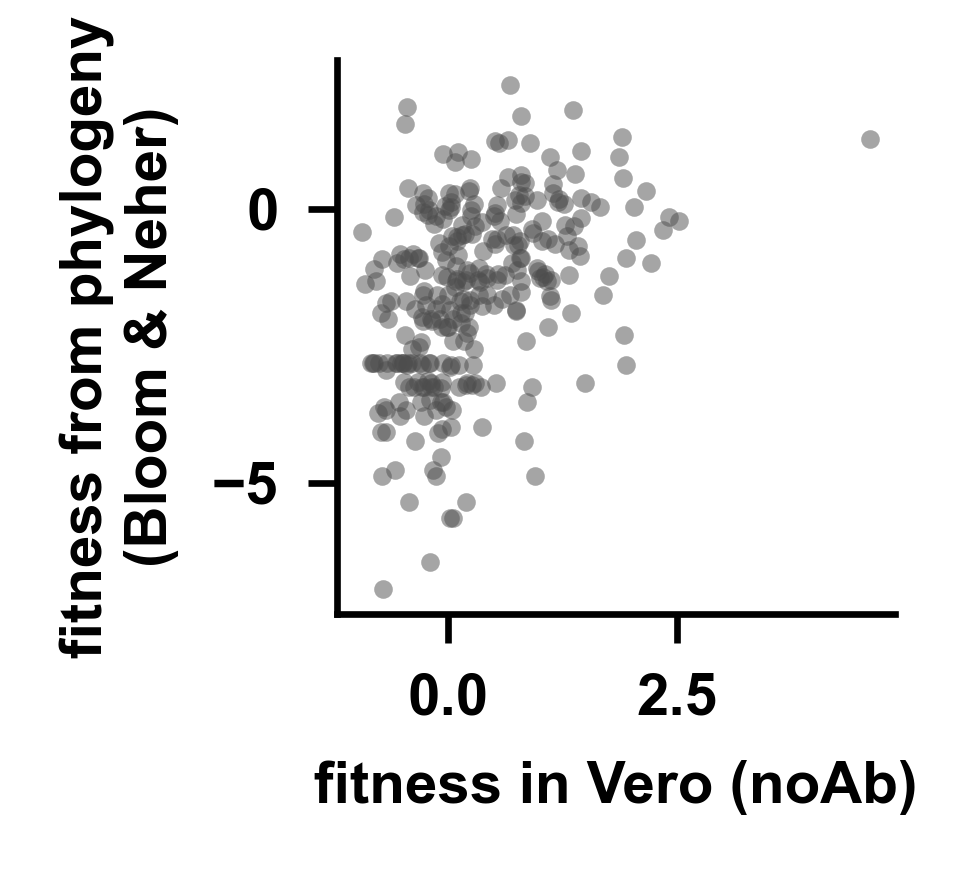 fitness from phylogeny
(Bloom & Neher)
0
−5
0.0
2.5
fitness in Vero (noAb)